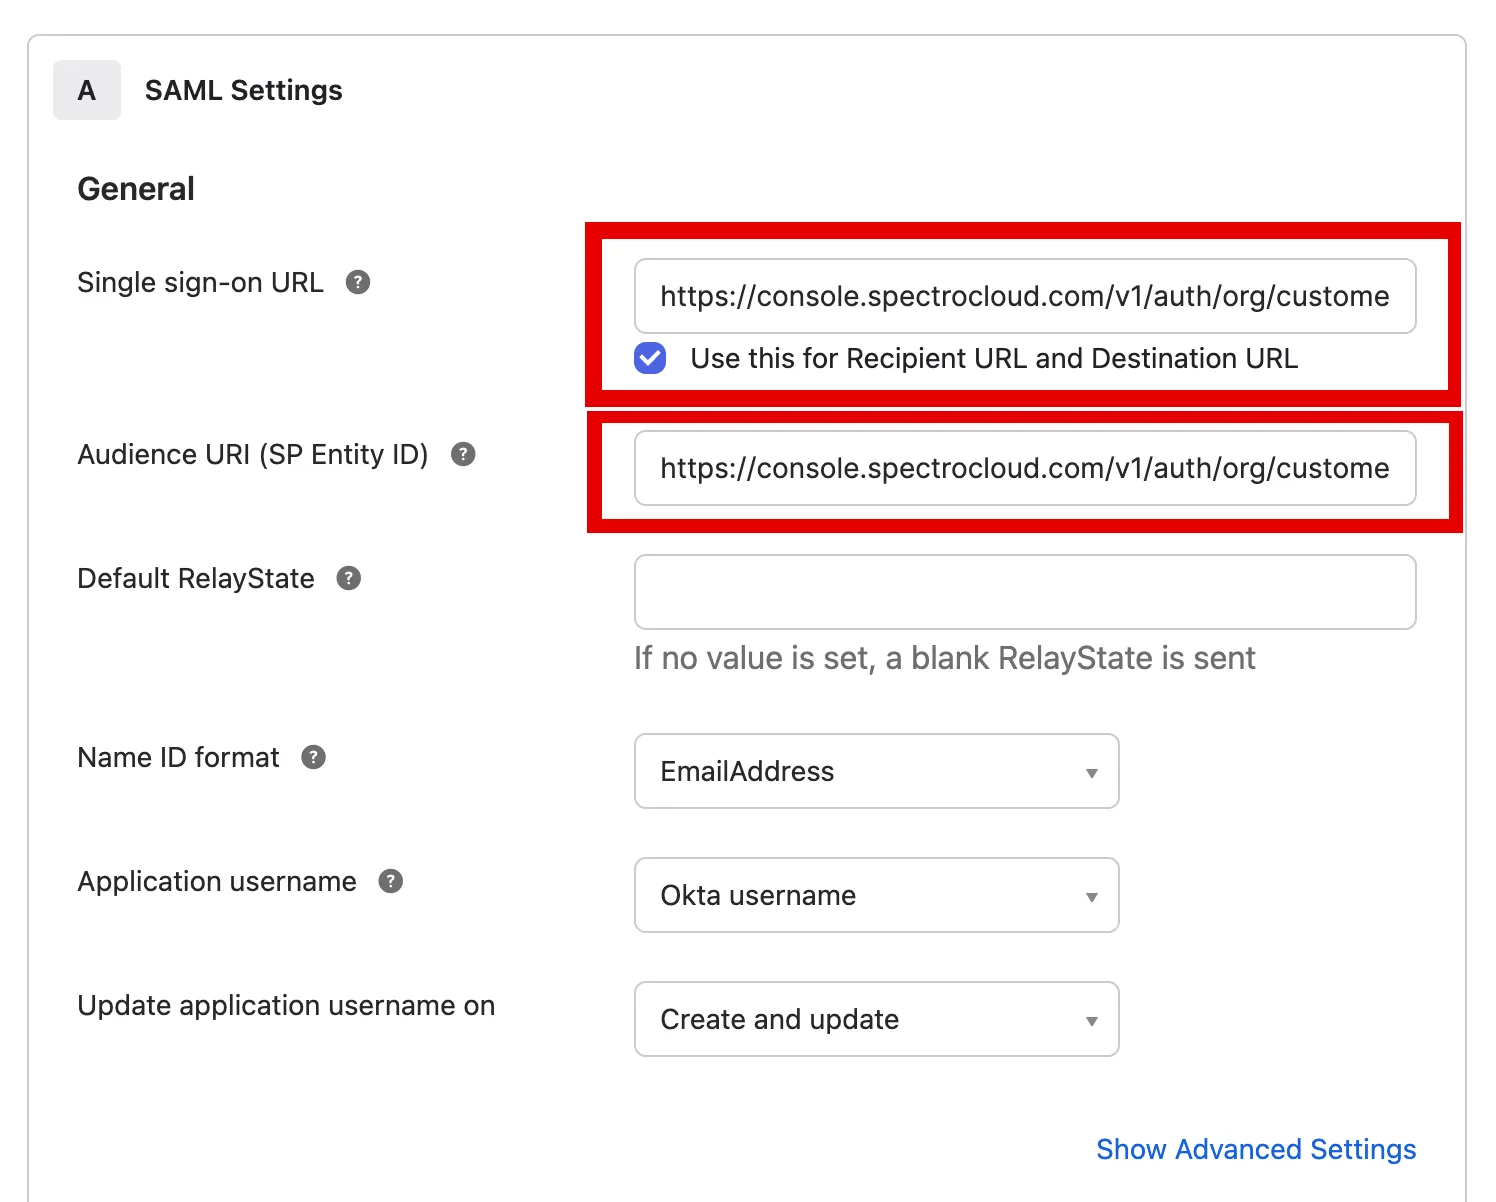 A SAML Settings
General
Single sign-on URL ?
https://console.spectrocloud.com/v1/auth/org/custome
Use this for Recipient URL and Destination URL
Audience URI (SP Entity ID) ?
https://console.spectrocloud.com/v1/auth/org/custome
Default RelayState ?
If no value is set, a blank RelayState is sent
Name ID format ?
EmailAddress
Application username ?
Okta username
Update application username on
Create and update
Show Advanced Settings